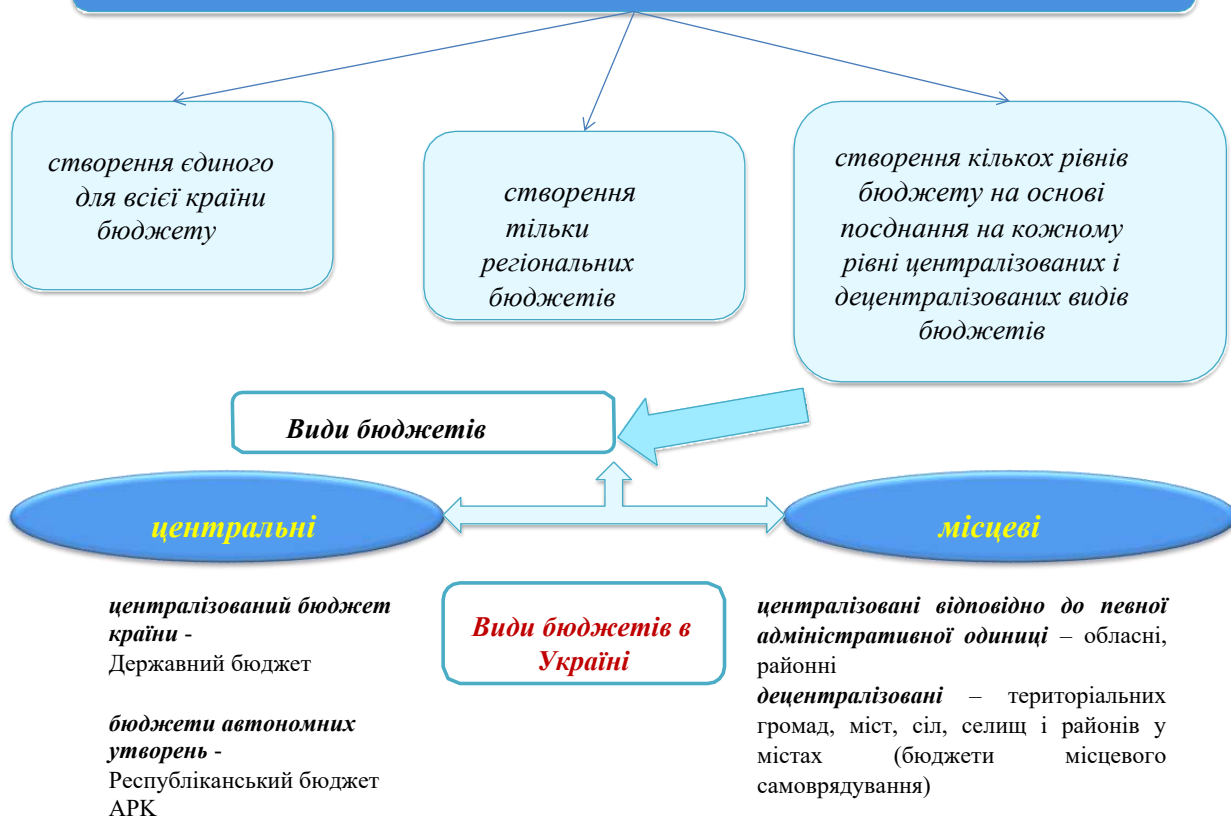 створення єдиного
для всієї країни
бюджету
створення
тільки
регіональних
бюджетів
створення кількох рівнів
бюджету на основі
поєднання на кожному
рівні централізованих і
децентралізованих видів
бюджетів
Види бюджетів
центральні
місцеві
централізований бюджет
країни -
Державний бюджет
бюджети автономних
утворень -
Республіканський бюджет
АРК
Види бюджетів в
Україні
централізовані відповідно до певної
адміністративної одиниці – обласні,
районні
децентралізовані – територіальних
громад, міст, сіл, селищ і районів у
містах (бюджети місцевого
самоврядування)